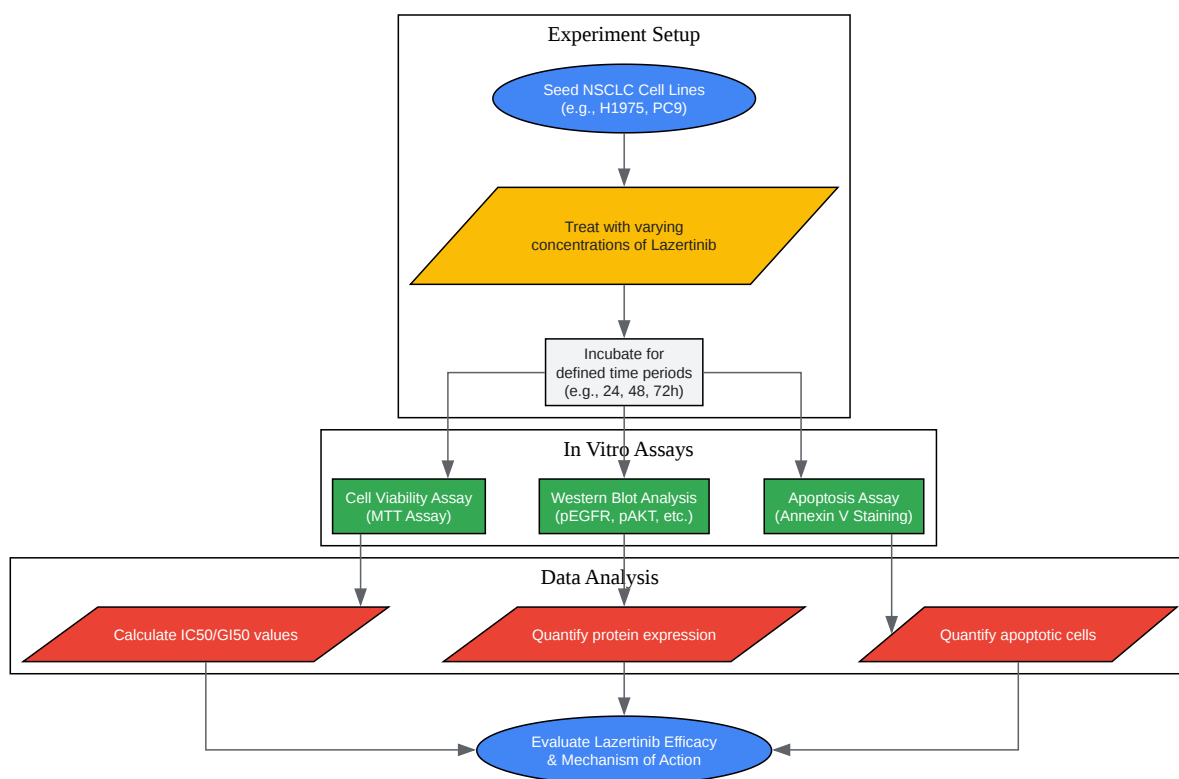 Experiment Setup
Seed NSCLC Cell Lines
(e.g., H1975, PC9)
Treat with varying
concentrations of Lazertinib
Incubate for
defined time periods
(e.g., 24, 48, 72h)
In Vitro Assays
Cell Viability Assay
(MTT Assay)
Western Blot Analysis
(pEGFR, pAKT, etc.)
Apoptosis Assay
(Annexin V Staining)
Data Analysis
Calculate IC50/GI50 values
Quantify protein expression
Quantify apoptotic cells
Evaluate Lazertinib Efficacy
& Mechanism of Action